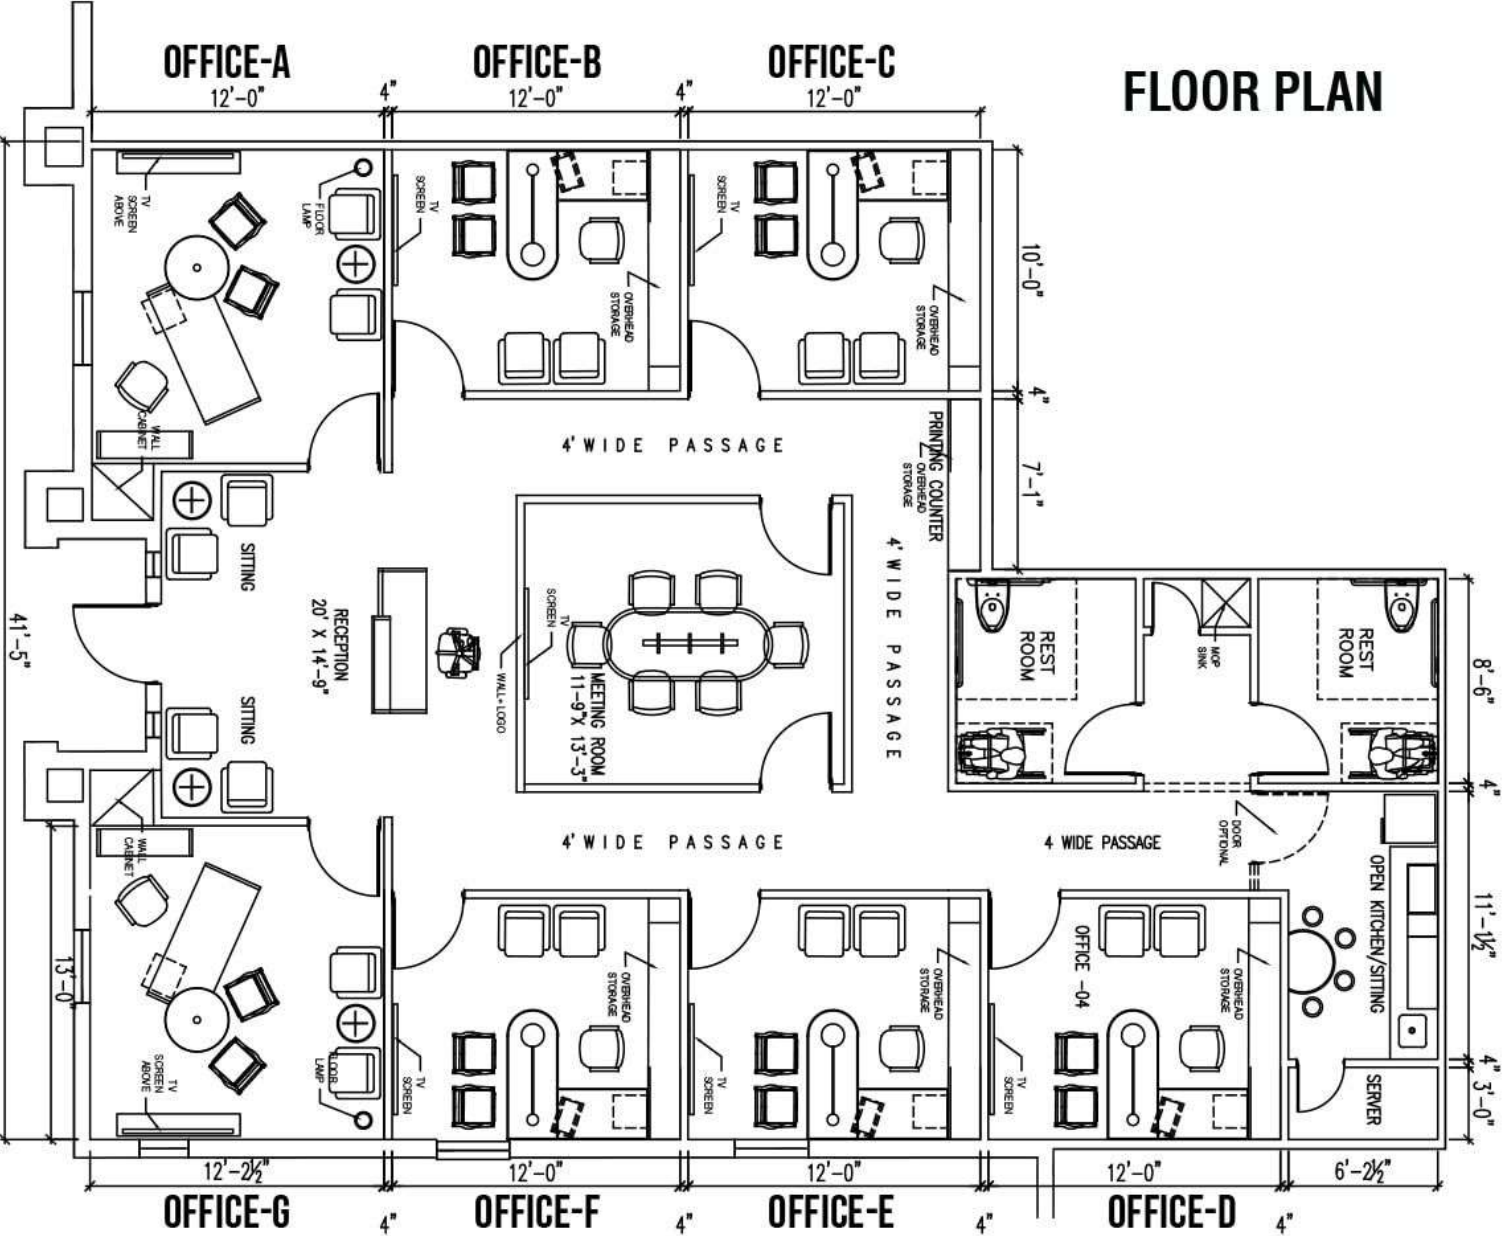 FLOOR PLAN
OFFICE-A
12'-0"
4"
OFFICE-B
12'-0"
4"
OFFICE-C
12'-0"
TV
SCREEN
ABOVE
FLOOR
LAMP
TV
SCREEN
OVERHEAD
STORAGE
TV
SCREEN
OVERHEAD
STORAGE
10'-0"
4"
7'-1"
WALL
CABINET
4' WIDE PASSAGE
PRINTING COUNTER
OVERHEAD
STORAGE
SITTING
RECEPTION
20' X 14'-9"
SITTING
41'-5"
TV
SCREEN
WALL+LOGO
MEETING ROOM
11-9"X 13'-3"
4' WIDE PASSAGE
REST
ROOM
MOP
SINK
REST
ROOM
8'-6"
4"
4' WIDE PASSAGE
4 WIDE PASSAGE
DOOR
OPTIONAL
OPEN KITCHEN/SITTING
11'-1½"
4"
3'-0"
SERVER
WALL
CABINET
13'-0"
TV
SCREEN
ABOVE
FLOOR
LAMP
TV
SCREEN
OVERHEAD
STORAGE
TV
SCREEN
OVERHEAD
STORAGE
TV
SCREEN
OFFICE -04
OVERHEAD
STORAGE
12'-2½"
OFFICE-G
4"
12'-0"
OFFICE-F
4"
12'-0"
OFFICE-E
4"
12'-0"
OFFICE-D
4"
6'-2½"